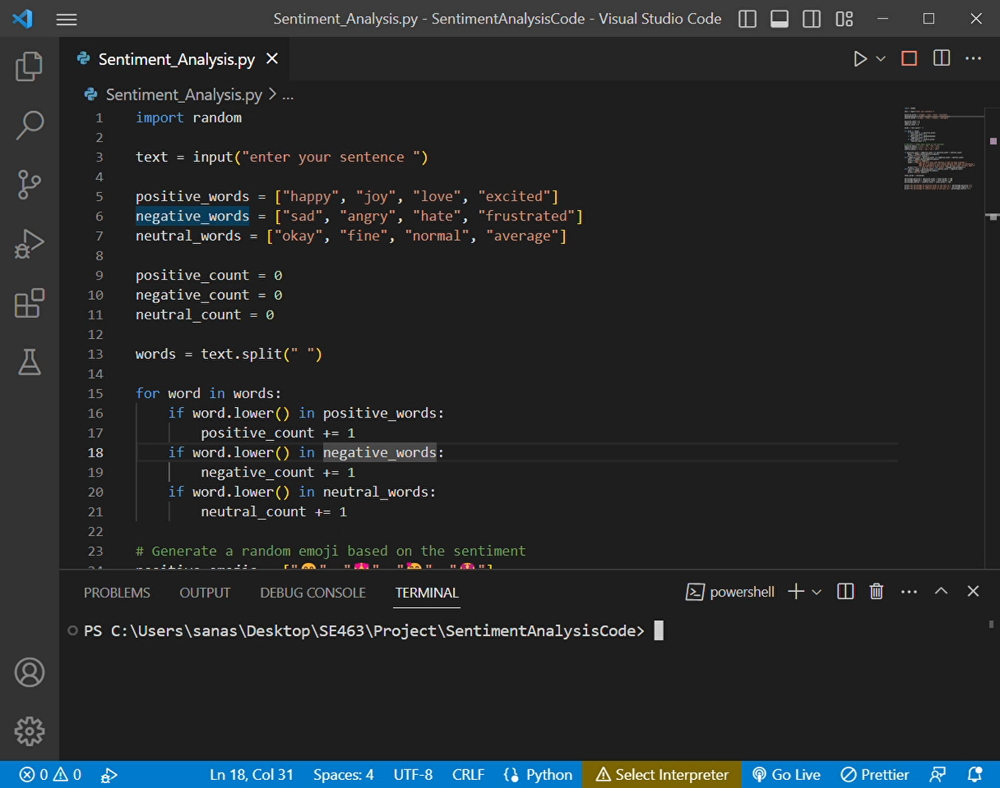 Sentiment_Analysis.py - SentimentAnalysisCode - Visual Studio Code
Sentiment_Analysis.py
Sentiment_Analysis.py > ...
1 import random
2
3 text = input("enter your sentence ")
4
5 positive_words = ["happy", "joy", "love", "excited"]
6 negative_words = ["sad", "angry", "hate", "frustrated"]
7 neutral_words = ["okay", "fine", "normal", "average"]
8
9 positive_count = 0
10 negative_count = 0
11 neutral_count = 0
12
13 words = text.split(" ")
14
15 for word in words:
16 if word.lower() in positive_words:
17 positive_count += 1
18 if word.lower() in negative_words:
19 negative_count += 1
20 if word.lower() in neutral_words:
21 neutral_count += 1
22
23 # Generate a random emoji based on the sentiment
PROBLEMS OUTPUT DEBUG CONSOLE TERMINAL powershell
PS C:\Users\sanas\Desktop\SE463\Project\SentimentAnalysisCode>
0 0 Ln 18, Col 31 Spaces: 4 UTF-8 CRLF Python Select Interpreter Go Live Prettier